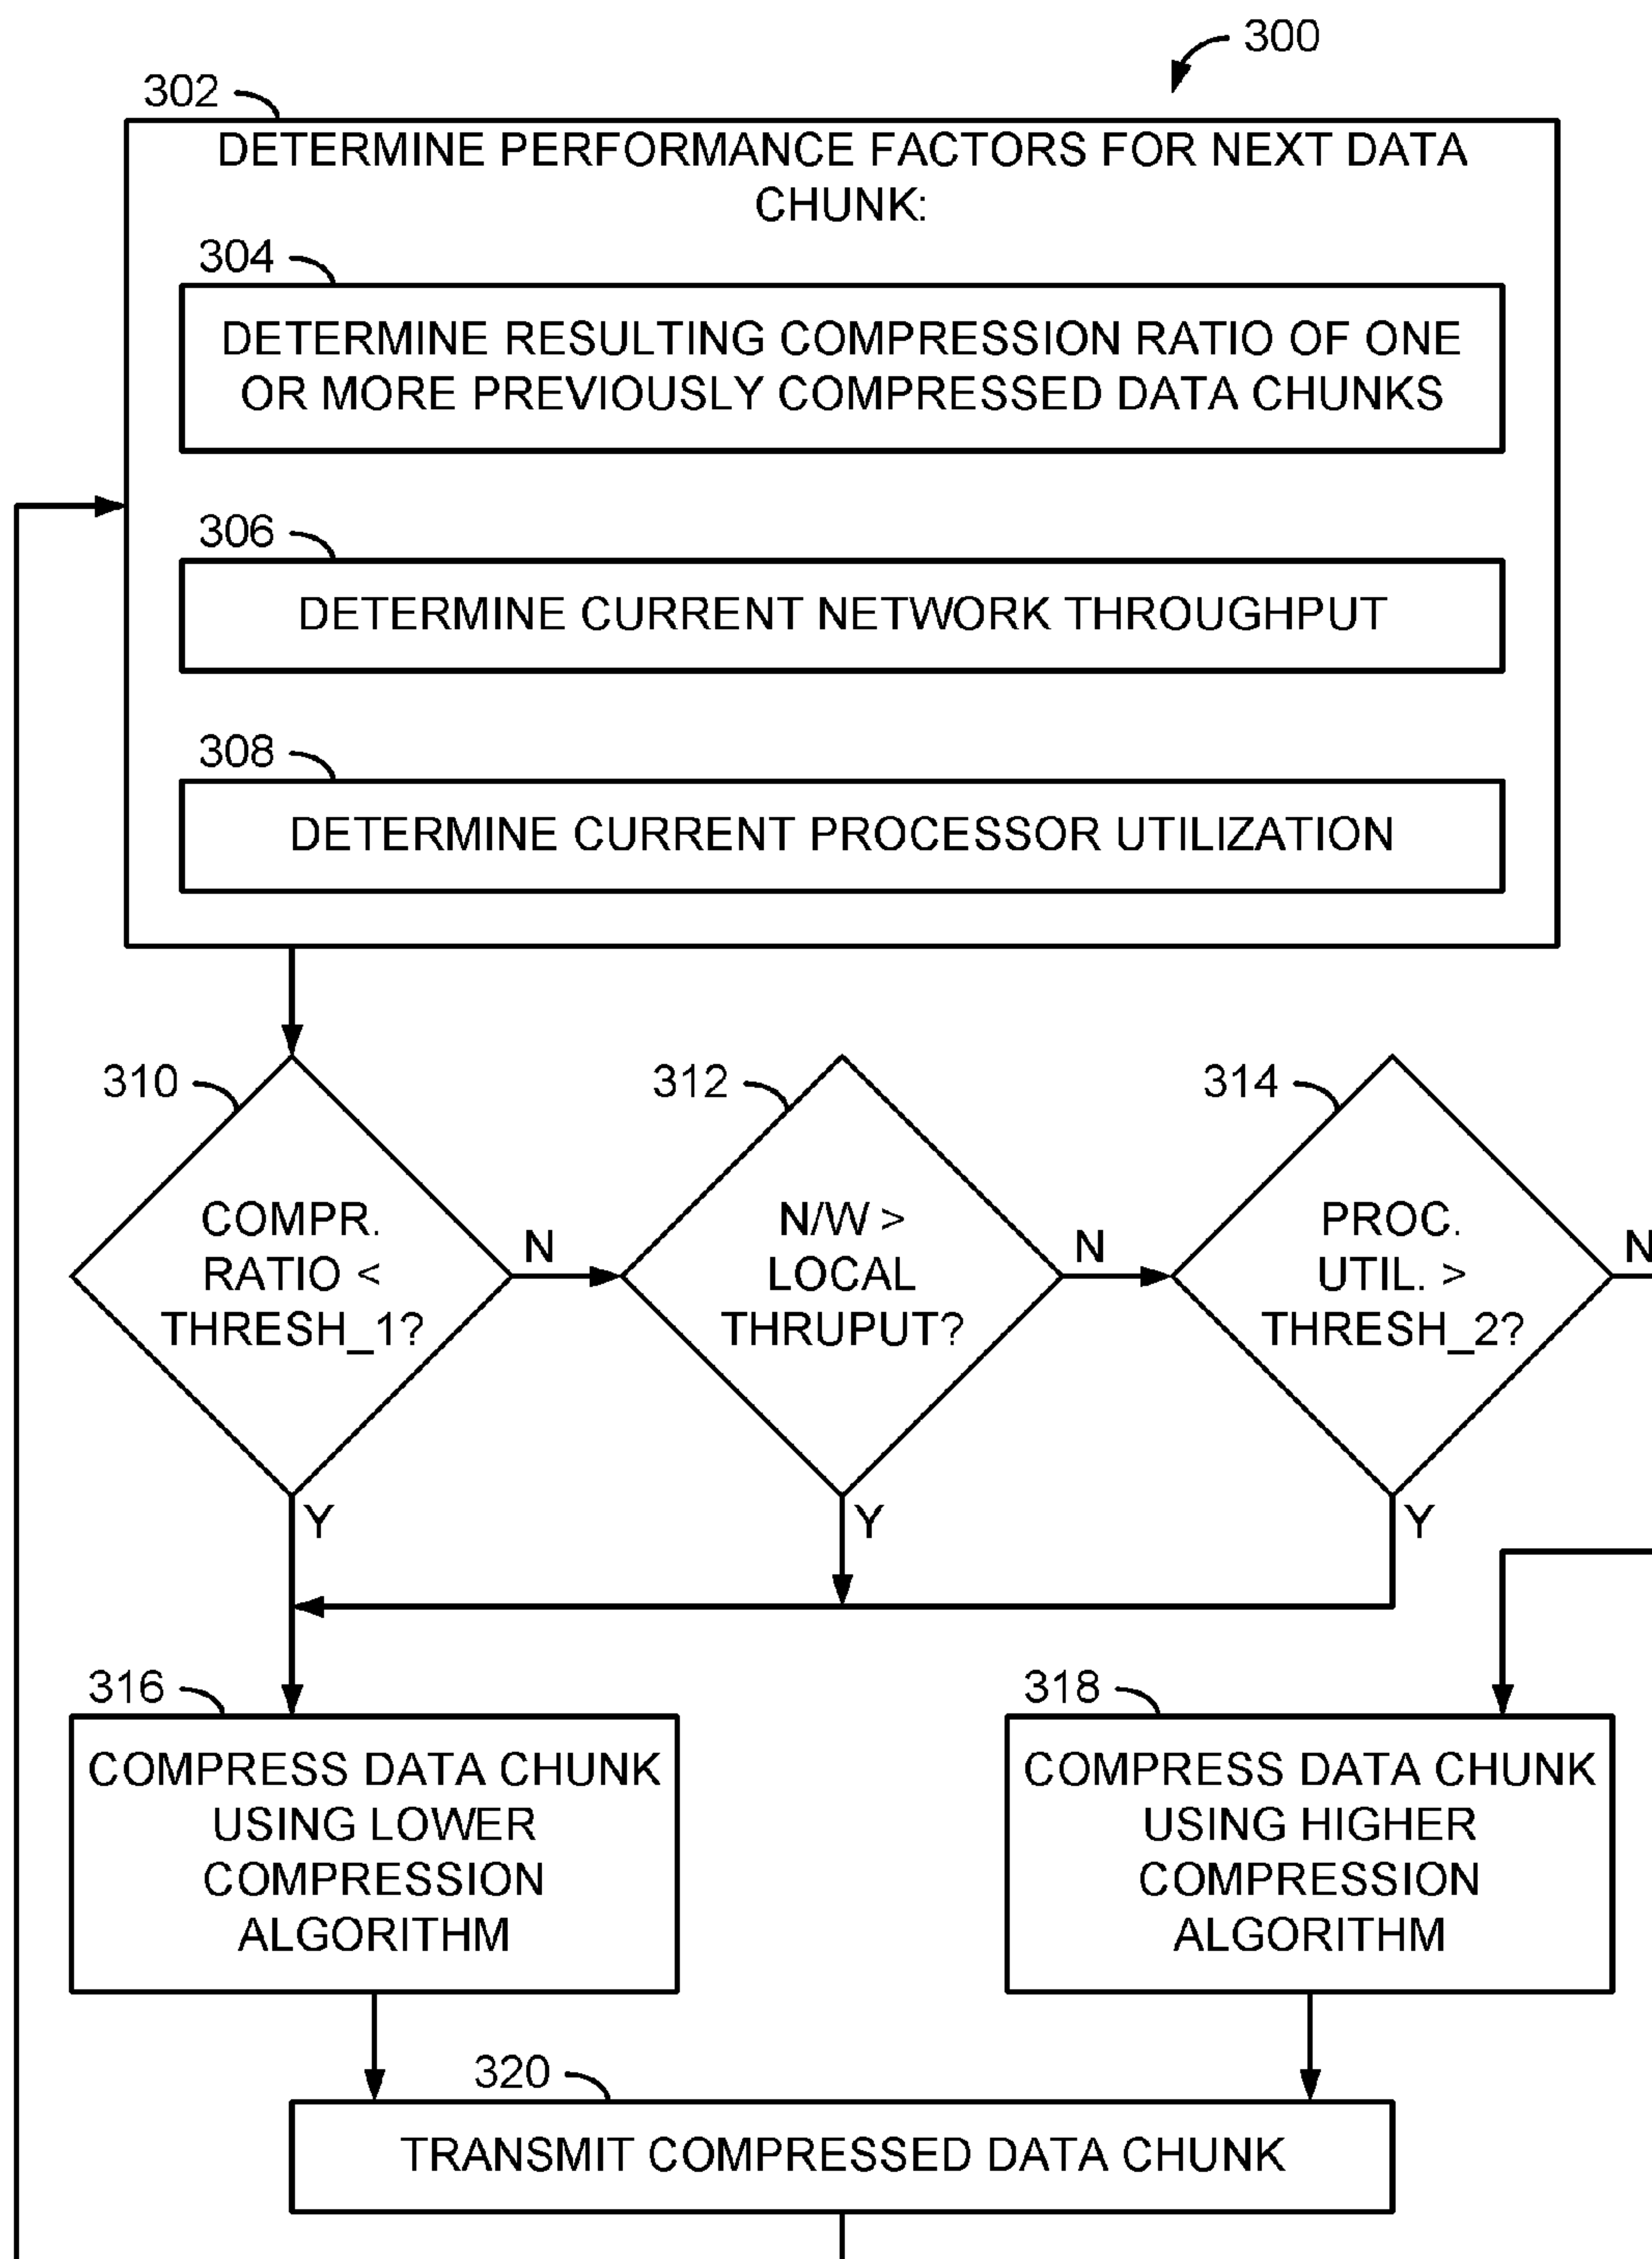 300
302
DETERMINE PERFORMANCE FACTORS FOR NEXT DATA
CHUNK:
304
DETERMINE RESULTING COMPRESSION RATIO OF ONE
OR MORE PREVIOUSLY COMPRESSED DATA CHUNKS
306
DETERMINE CURRENT NETWORK THROUGHPUT
308
DETERMINE CURRENT PROCESSOR UTILIZATION
310
COMPR.
RATIO <
THRESH_1?
N
Y
312
N/W >
LOCAL
THRUPUT?
N
Y
314
PROC.
UTIL. >
THRESH_2?
N
Y
316
COMPRESS DATA CHUNK
USING LOWER
COMPRESSION
ALGORITHM
318
COMPRESS DATA CHUNK
USING HIGHER
COMPRESSION
ALGORITHM
320
TRANSMIT COMPRESSED DATA CHUNK